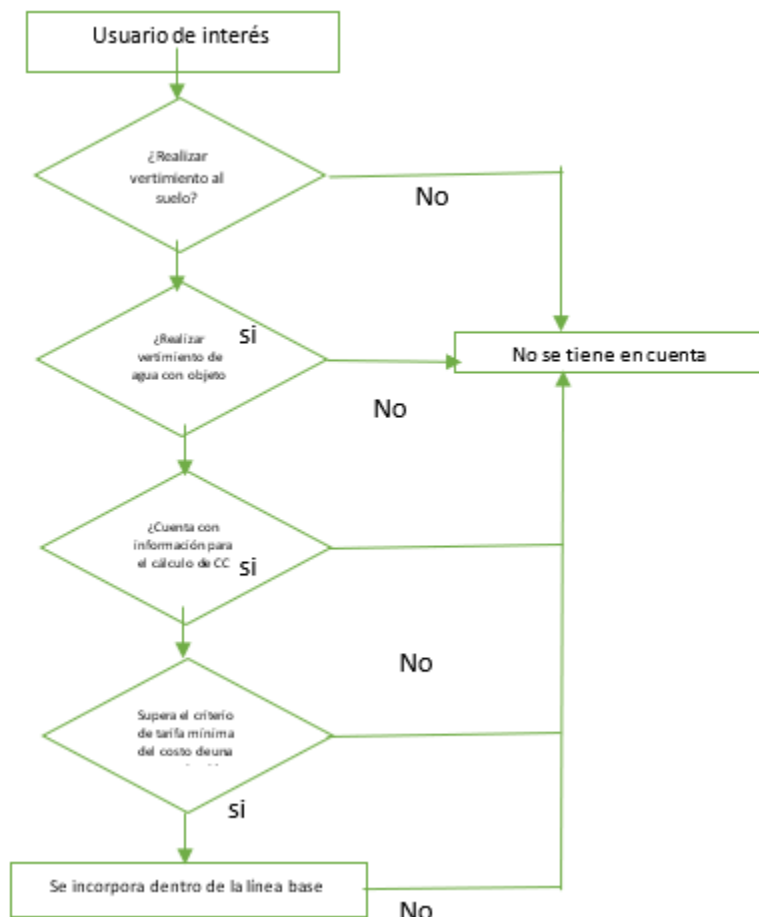 Usuario de interés
¿Realizar
vertimiento al
suelo?
No
¿Realizar
vertimiento de
agua con objeto
si
No se tiene en cuenta
No
¿Cuenta con
información para
el cálculo de CC
si
No
Supera el criterio
de tarifa mínima
del costo de una
si
Se incorpora dentro de la línea base
No